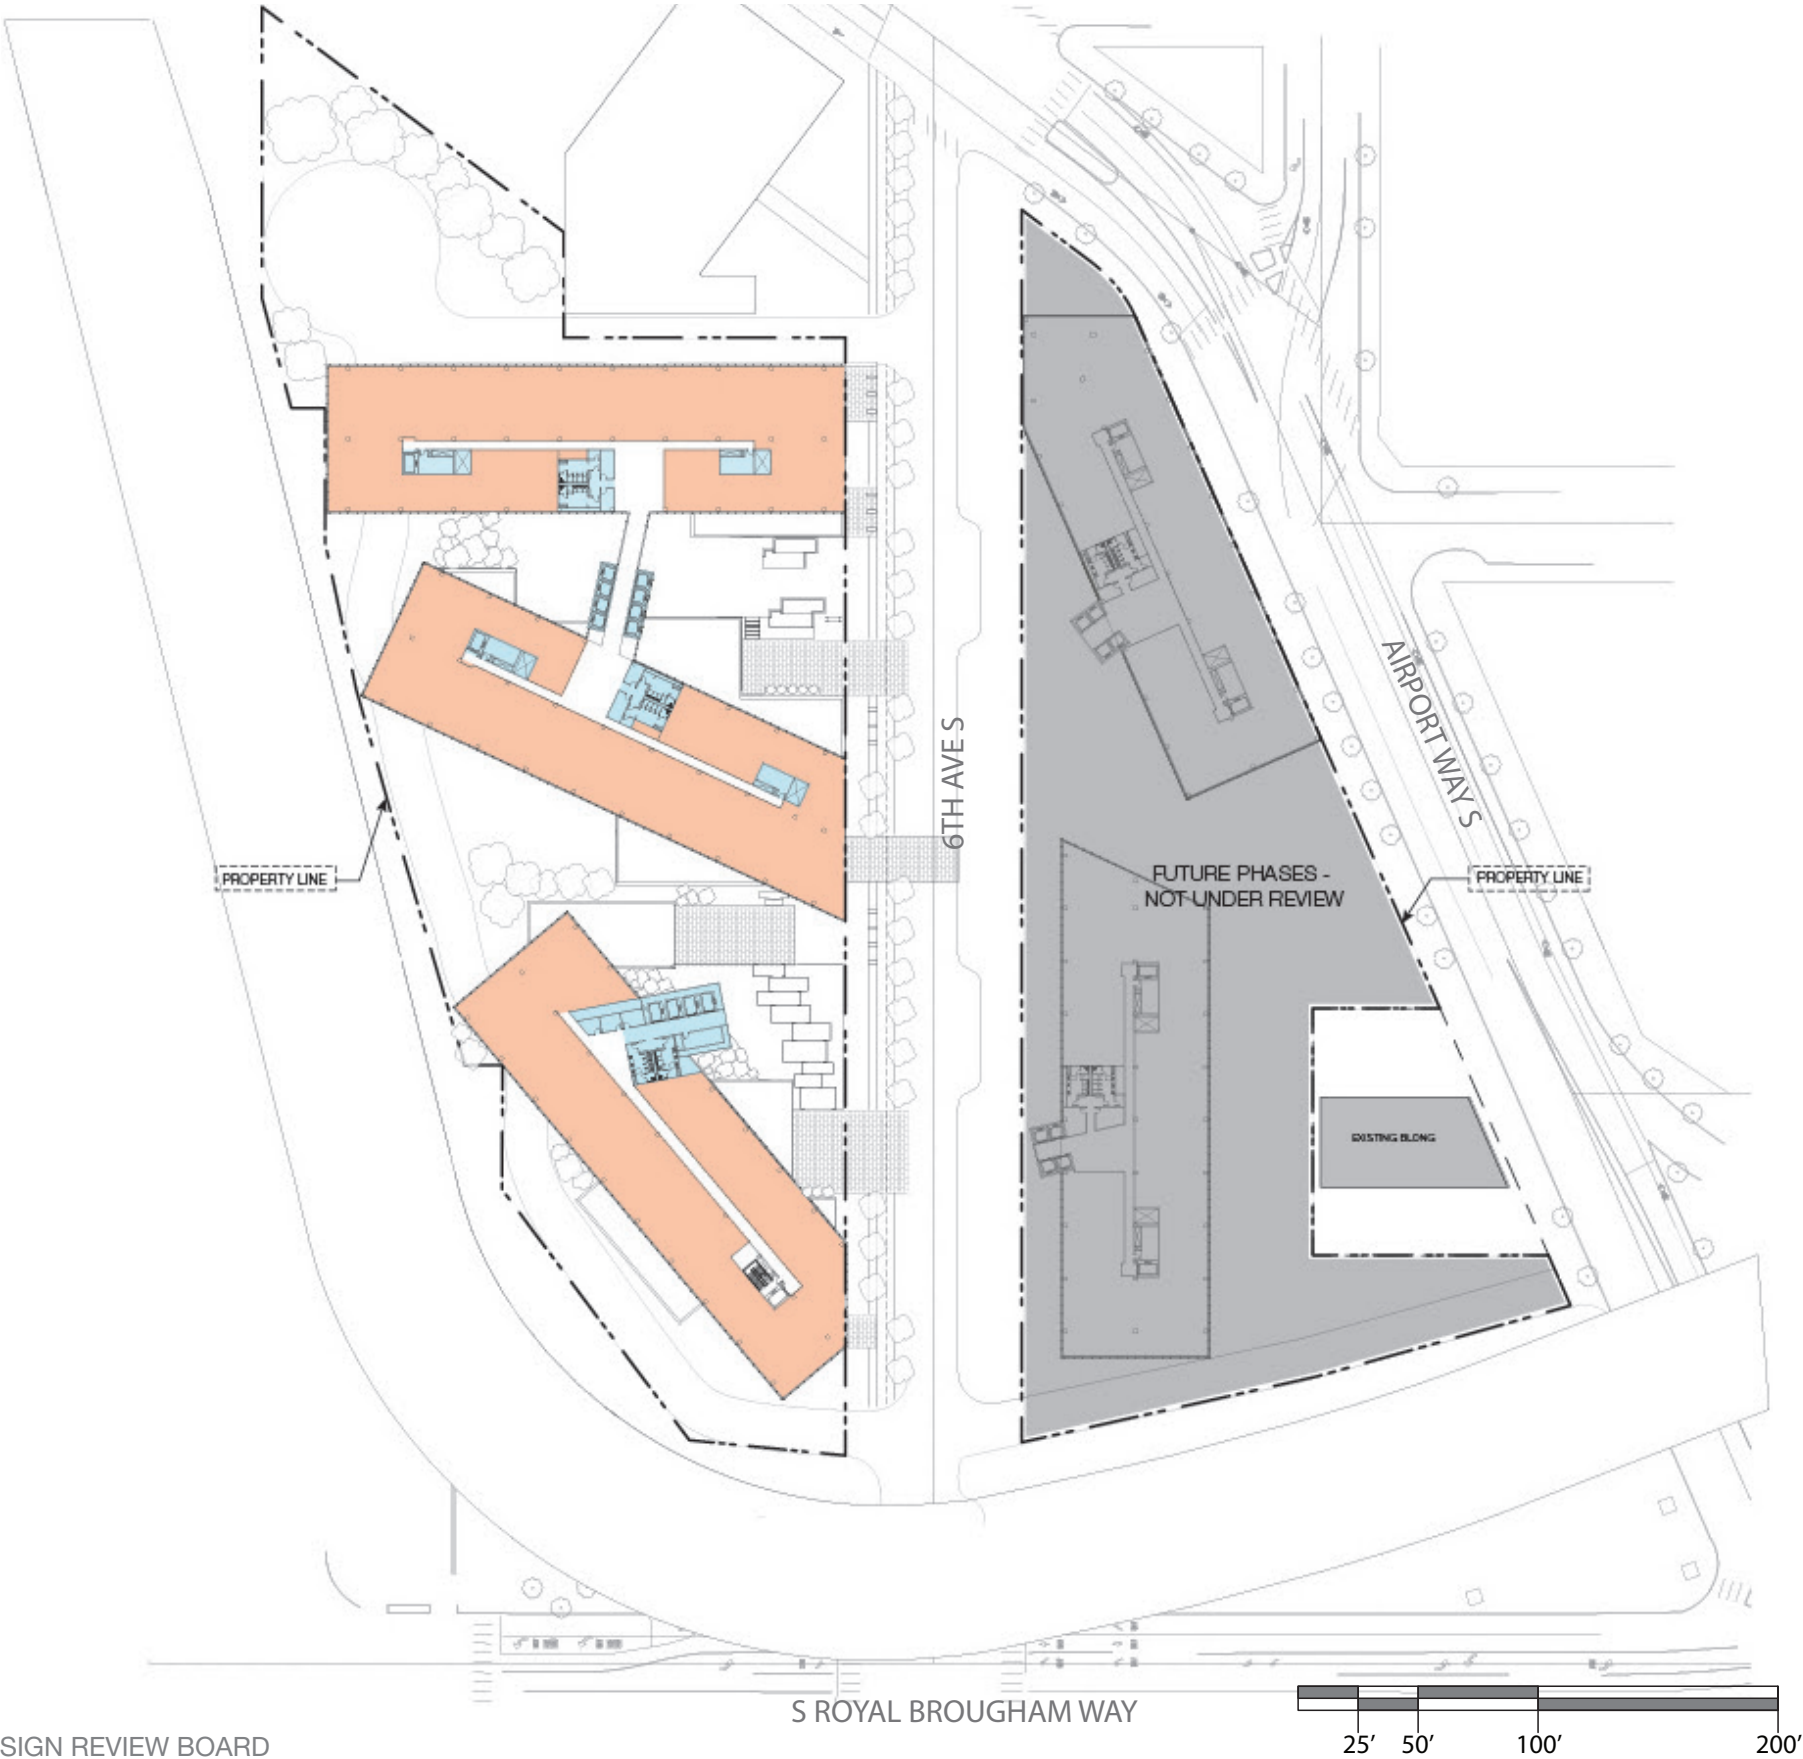 6TH AVE S
AIRPORT WAY S
PROPERTY LINE
FUTURE PHASES -
NOT UNDER REVIEW
PROPERTY LINE
EXISTING BLDNG
S ROYAL BROUGHAM WAY
25’ 50’ 100’ 200’
SIGN REVIEW BOARD